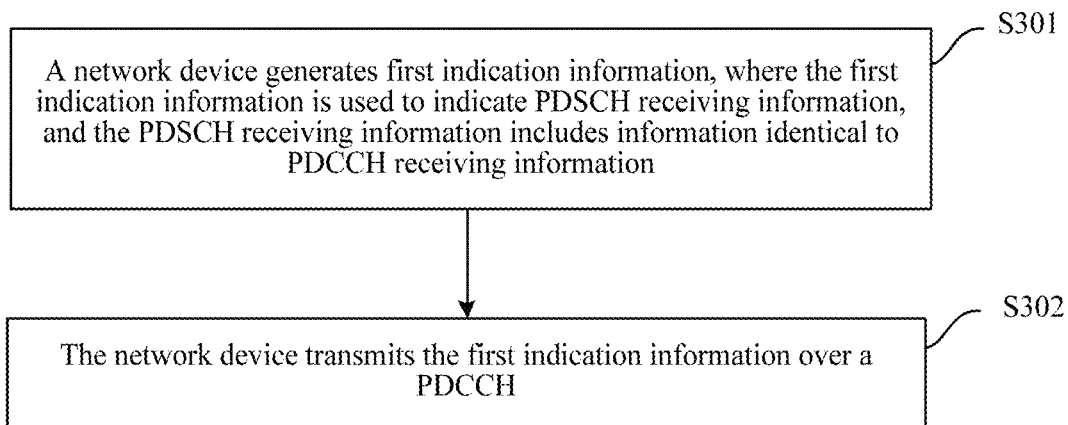 S301
A network device generates first indication information, where the first
indication information is used to indicate PDSCH receiving information,
and the PDSCH receiving information includes information identical to
PDCCH receiving information
S302
The network device transmits the first indication information over a
PDCCH